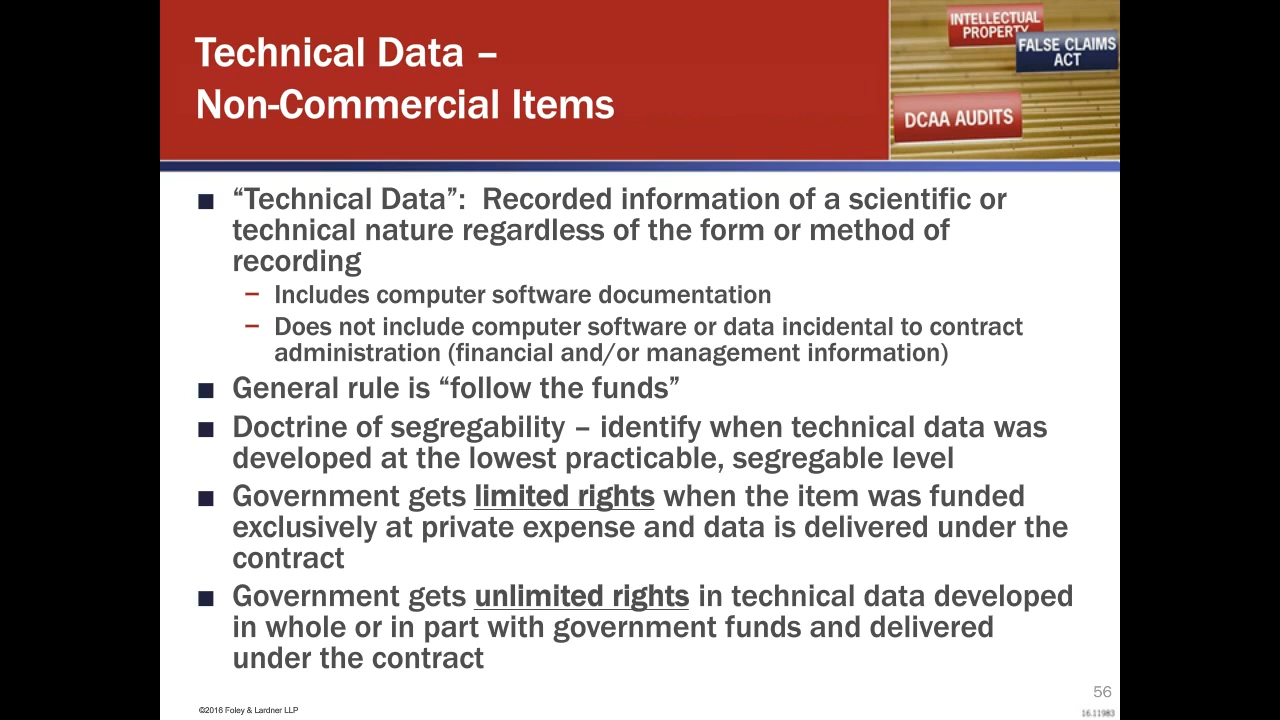 Technical Data –
Non-Commercial Items
INTELLECTUAL
PROPERTY
FALSE CLAIMS
ACT
DCAA AUDITS
■ “Technical Data”:  Recorded information of a scientific or
technical nature regardless of the form or method of
recording
– Includes computer software documentation
– Does not include computer software or data incidental to contract
administration (financial and/or management information)
■ General rule is “follow the funds”
■ Doctrine of segregability – identify when technical data was
developed at the lowest practicable, segregable level
■ Government gets limited rights when the item was funded
exclusively at private expense and data is delivered under the
contract
■ Government gets unlimited rights in technical data developed
in whole or in part with government funds and delivered
under the contract
56
©2016 Foley & Lardner LLP
16.11983